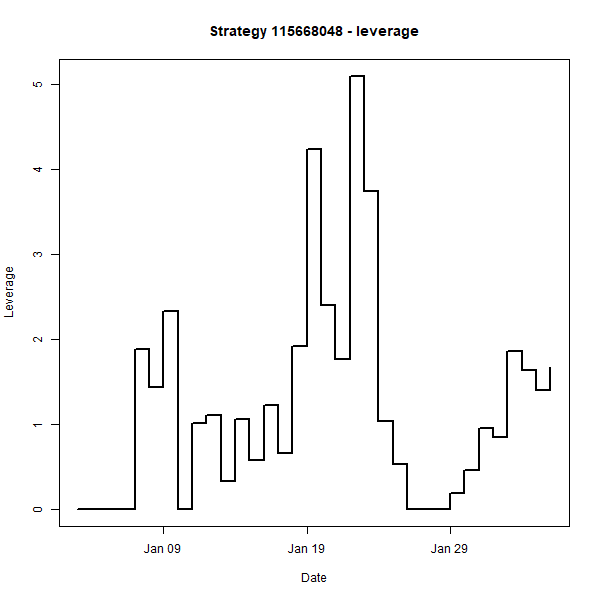 Strategy 115668048 - leverage
5
4
3
2
1
0
Leverage
Jan 09
Jan 19
Jan 29
Date